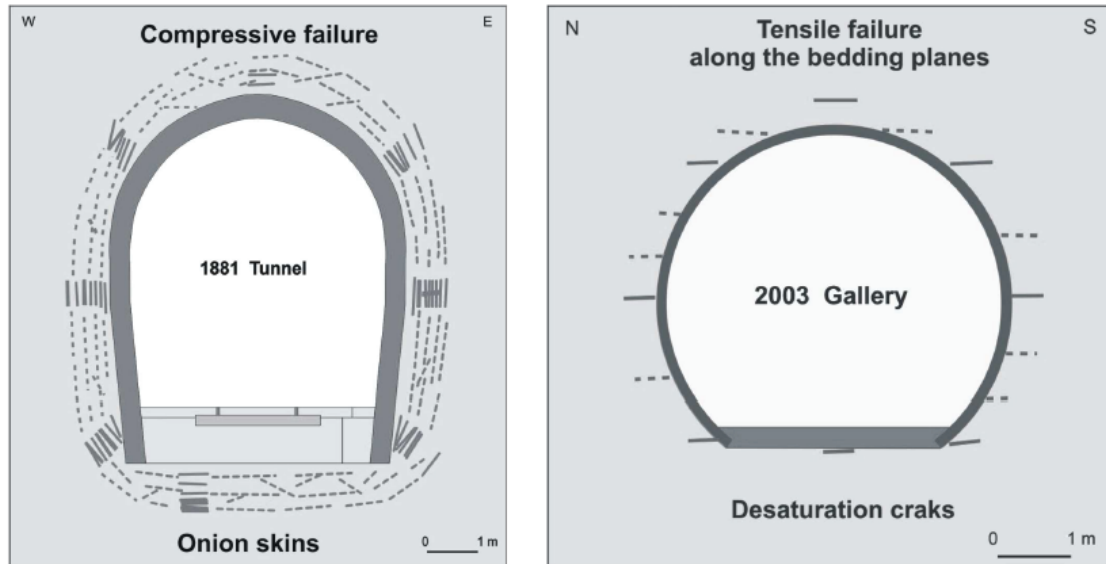 W
E
Compressive failure
1881 Tunnel
Onion skins
0
1 m
N
S
Tensile failure
along the bedding planes
2003 Gallery
Desaturation craks
0
1 m